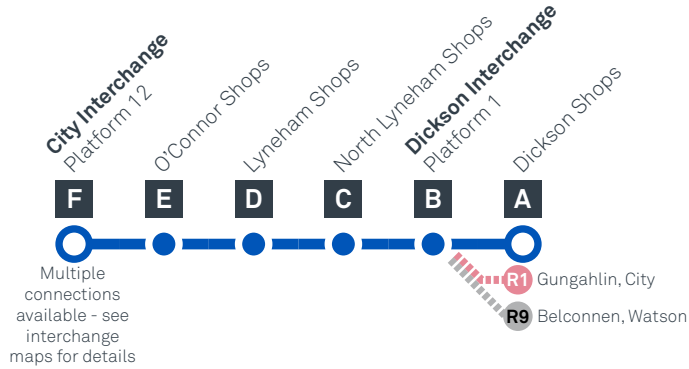 City Interchange
Platform 12
O'Connor Shops
Lyneham Shops
North Lyneham Shops
Dickson Interchange
Platform 1
Dickson Shops
F
E
D
C
B
A
Multiple
connections
available - see
interchange
maps for details
R1 Gungahlin, City
R9 Belconnen, Watson